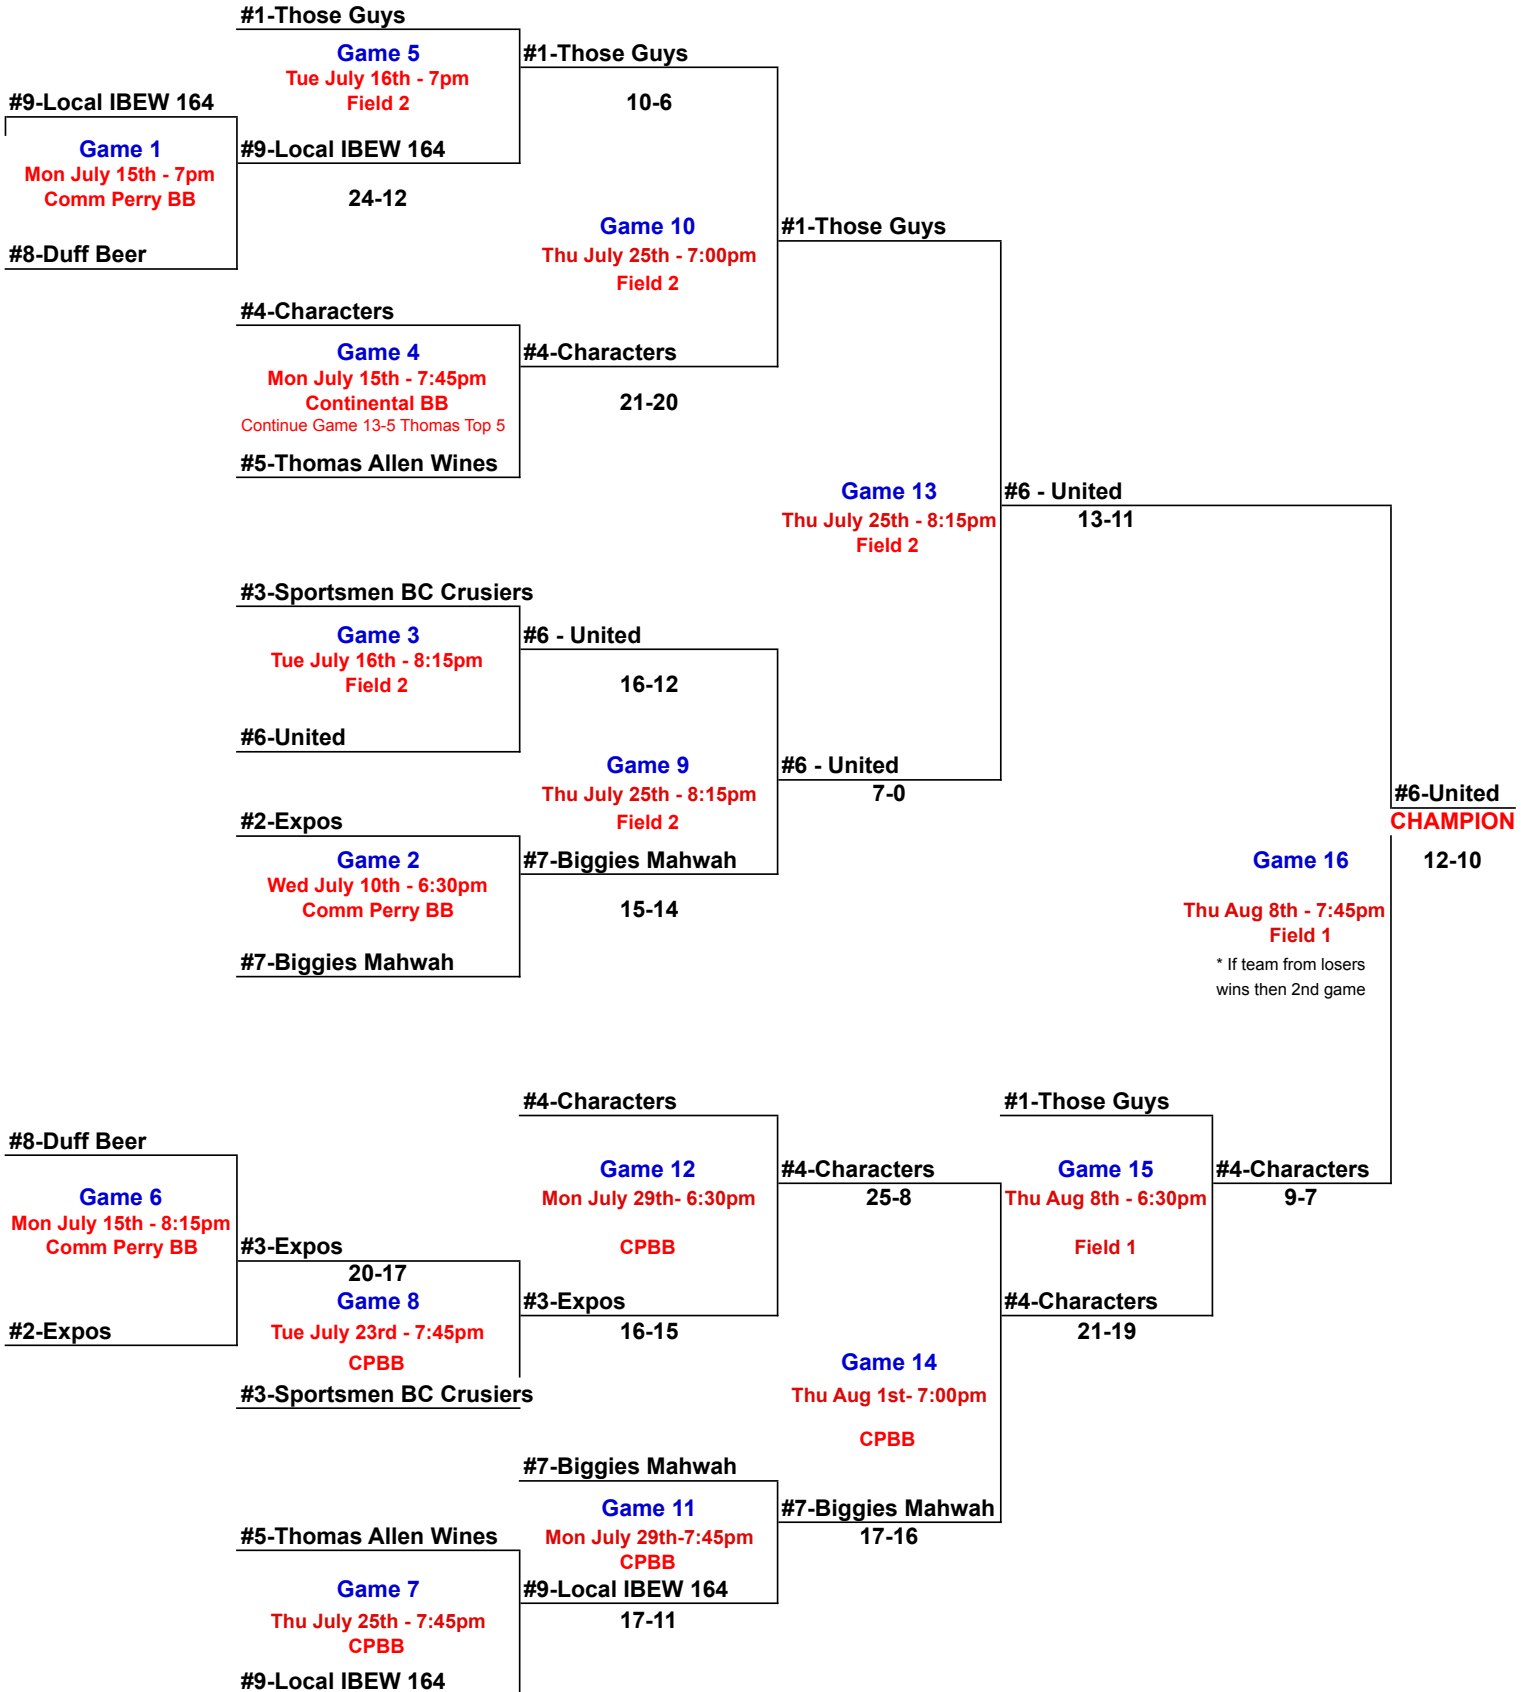 #1-Those Guys
Game 5
Tue July 16th - 7pm
Field 2
#1-Those Guys
10-6
#9-Local IBEW 164
Game 1
Mon July 15th - 7pm
Comm Perry BB
#9-Local IBEW 164
24-12
#8-Duff Beer
Game 10
Thu July 25th - 7:00pm
Field 2
#1-Those Guys
#4-Characters
Game 4
Mon July 15th - 7:45pm
Continental BB
Continue Game 13-5 Thomas Top 5
#4-Characters
21-20
#5-Thomas Allen Wines
Game 13
Thu July 25th - 8:15pm
Field 2
#6 - United
13-11
#3-Sportsmen BC Crusiers
Game 3
Tue July 16th - 8:15pm
Field 2
#6 - United
16-12
#6-United
Game 9
Thu July 25th - 8:15pm
Field 2
#6 - United
7-0
#2-Expos
Game 2
Wed July 10th - 6:30pm
Comm Perry BB
#7-Biggies Mahwah
15-14
#7-Biggies Mahwah
#6-United
CHAMPION
12-10
Game 16
Thu Aug 8th - 7:45pm
Field 1
* If team from losers
wins then 2nd game
#4-Characters
#1-Those Guys
#8-Duff Beer
Game 6
Mon July 15th - 8:15pm
Comm Perry BB
#2-Expos
Game 12
Mon July 29th- 6:30pm
CPBB
#4-Characters
25-8
Game 15
Thu Aug 8th - 6:30pm
Field 1
#4-Characters
9-7
#3-Expos
20-17
Game 8
Tue July 23rd - 7:45pm
CPBB
#3-Sportsmen BC Crusiers
#3-Expos
16-15
#4-Characters
21-19
Game 14
Thu Aug 1st- 7:00pm
CPBB
#7-Biggies Mahwah
Game 11
Mon July 29th-7:45pm
CPBB
#7-Biggies Mahwah
17-16
#5-Thomas Allen Wines
Game 7
Thu July 25th - 7:45pm
CPBB
#9-Local IBEW 164
17-11
#9-Local IBEW 164